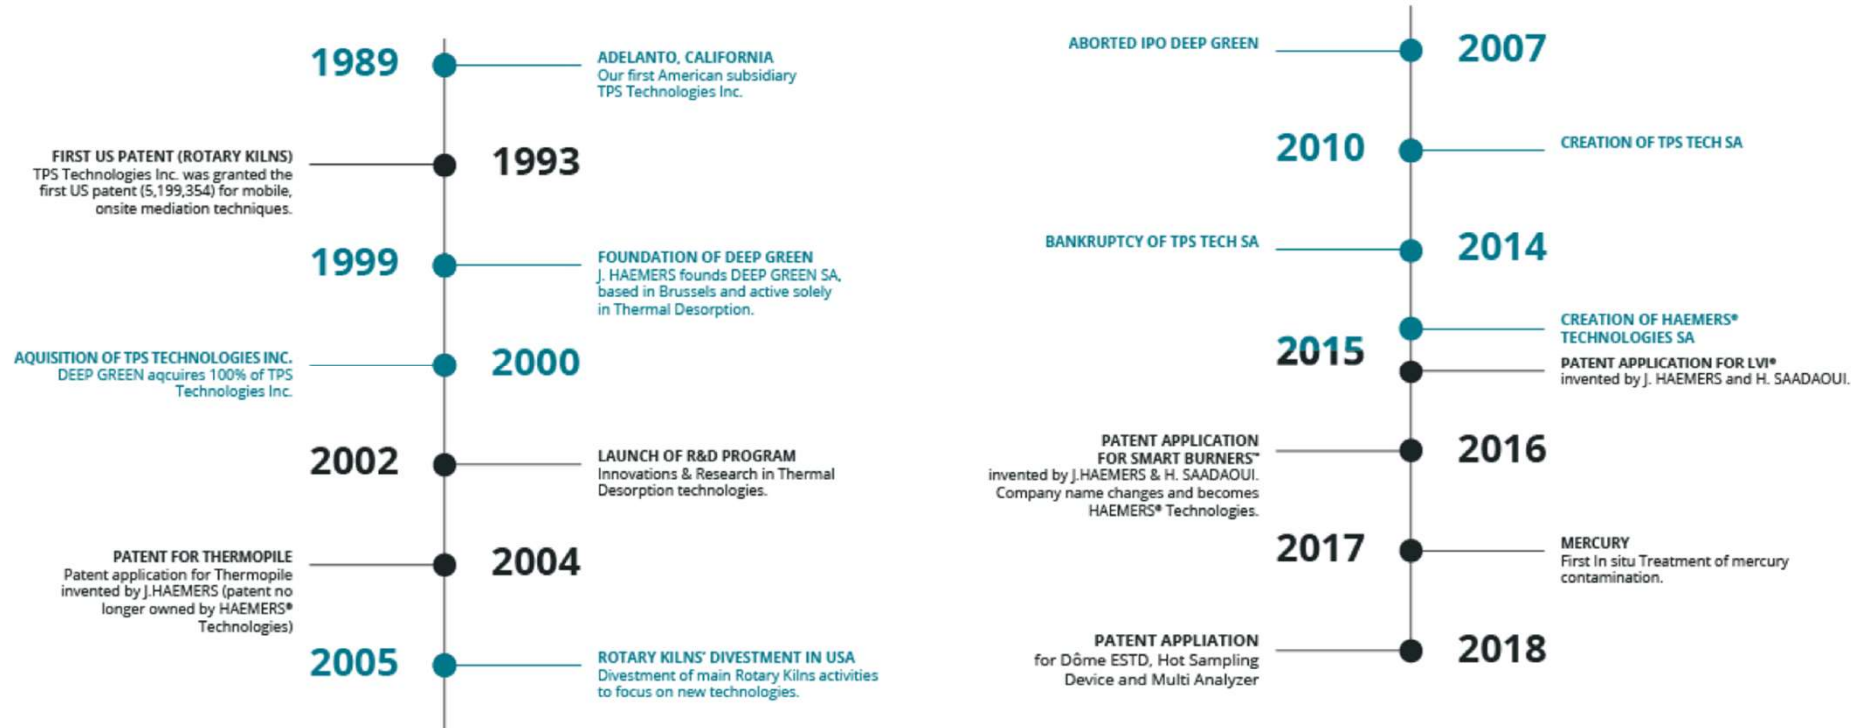 1989
ADELANTO, CALIFORNIA
Our first American subsidiary
TPS Technologies Inc.
FIRST US PATENT (ROTARY KILNS)
TPS Technologies Inc. was granted the
first US patent (5,199,354) for mobile,
onsite mediation techniques.
1993
1999
FOUNDATION OF DEEP GREEN
J. HAEMERS founds DEEP GREEN SA,
based in Brussels and active solely
in Thermal Desorption.
AQUISITION OF TPS TECHNOLOGIES INC.
DEEP GREEN aqcuires 100% of TPS
Technologies Inc.
2000
2002
LAUNCH OF R&D PROGRAM
Innovations & Research in Thermal
Desorption technologies.
PATENT FOR THERMOPILE
Patent application for Thermopile
invented by J.HAEMERS (patent no
longer owned by HAEMERS®
Technologies)
2004
2005
ROTARY KILNS' DIVESTMENT IN USA
Divestment of main Rotary Kilns activities
to focus on new technologies.
ABORTED IPO DEEP GREEN
2007
2010
CREATION OF TPS TECH SA
BANKRUPTCY OF TPS TECH SA
2014
2015
CREATION OF HAEMERS®
TECHNOLOGIES SA
PATENT APPLICATION FOR LVI®
invented by J. HAEMERS and H. SAADAOUI.
PATENT APPLICATION
FOR SMART BURNERS™
invented by J.HAEMERS & H. SAADAOUI.
Company name changes and becomes
HAEMERS® Technologies.
2016
2017
MERCURY
First In situ Treatment of mercury
contamination.
PATENT APPLIATION
for Dôme ESTD, Hot Sampling
Device and Multi Analyzer
2018